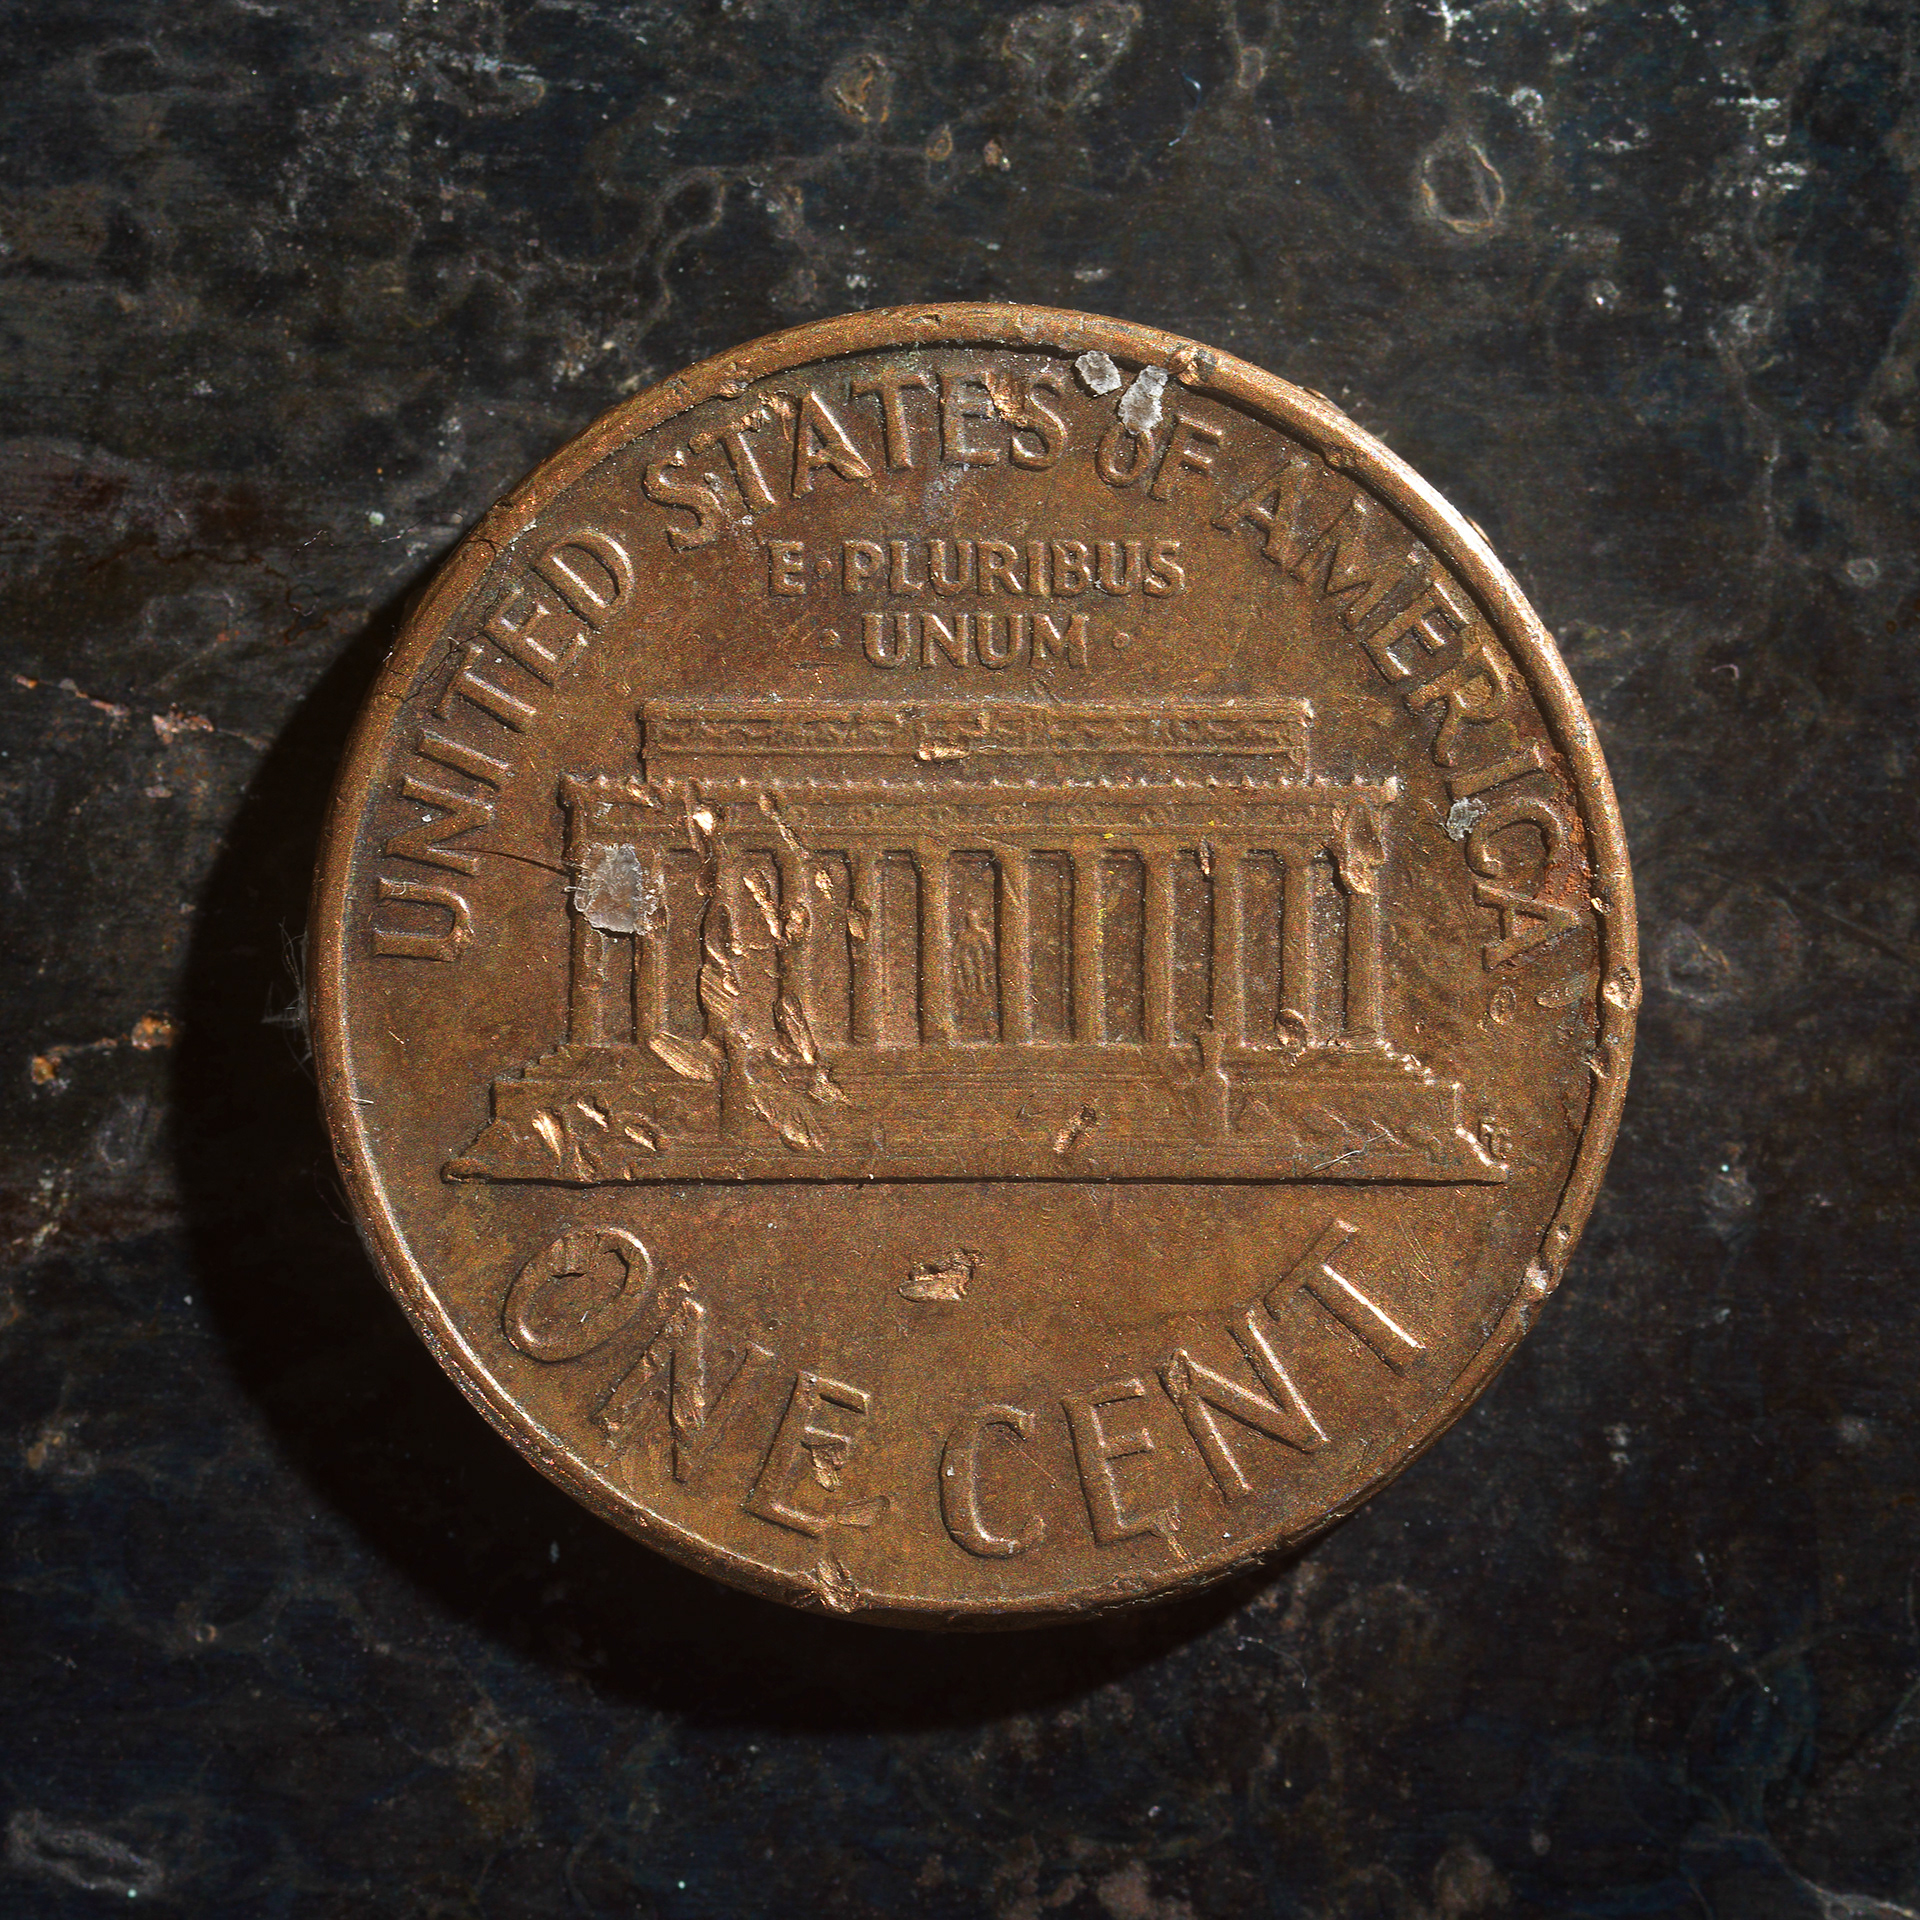 UNITED STATES OF AMERICA
E·PLURIBUS
·UNUM·
ONE CENT